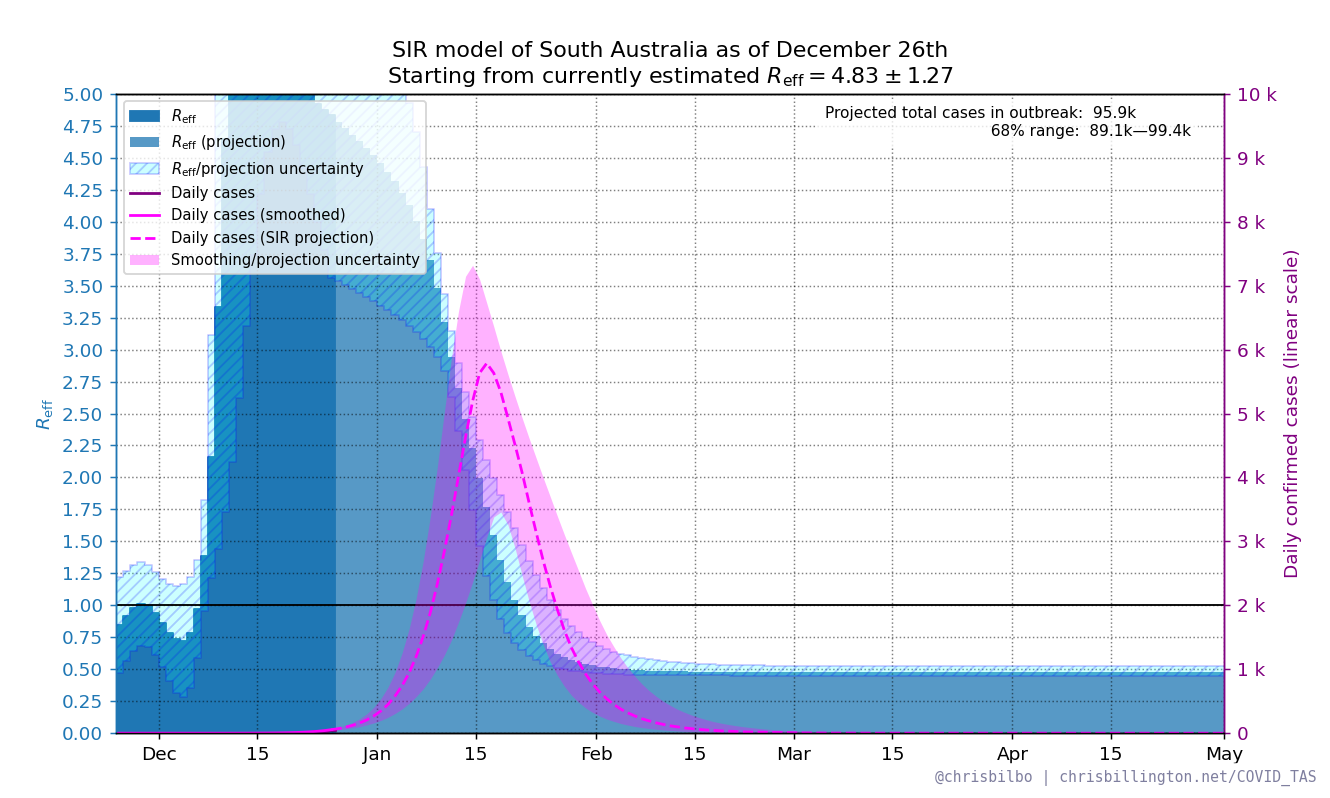 SIR model of South Australia as of December 26th
Starting from currently estimated Reff = 4.83 ± 1.27
Projected total cases in outbreak: 95.9k
68% range: 89.1k—99.4k
Reff
Reff (projection)
Reff/projection uncertainty
Daily cases
Daily cases (smoothed)
Daily cases (SIR projection)
Smoothing/projection uncertainty
Reff
5.00
4.75
4.50
4.25
4.00
3.75
3.50
3.25
3.00
2.75
2.50
2.25
2.00
1.75
1.50
1.25
1.00
0.75
0.50
0.25
0.00
10 k
9 k
8 k
7 k
6 k
5 k
4 k
3 k
2 k
1 k
0
Daily confirmed cases (linear scale)
Dec 15 Jan 15 Feb 15 Mar 15 Apr 15 May
@chrisbilbo | chrisbillington.net/COVID_TAS